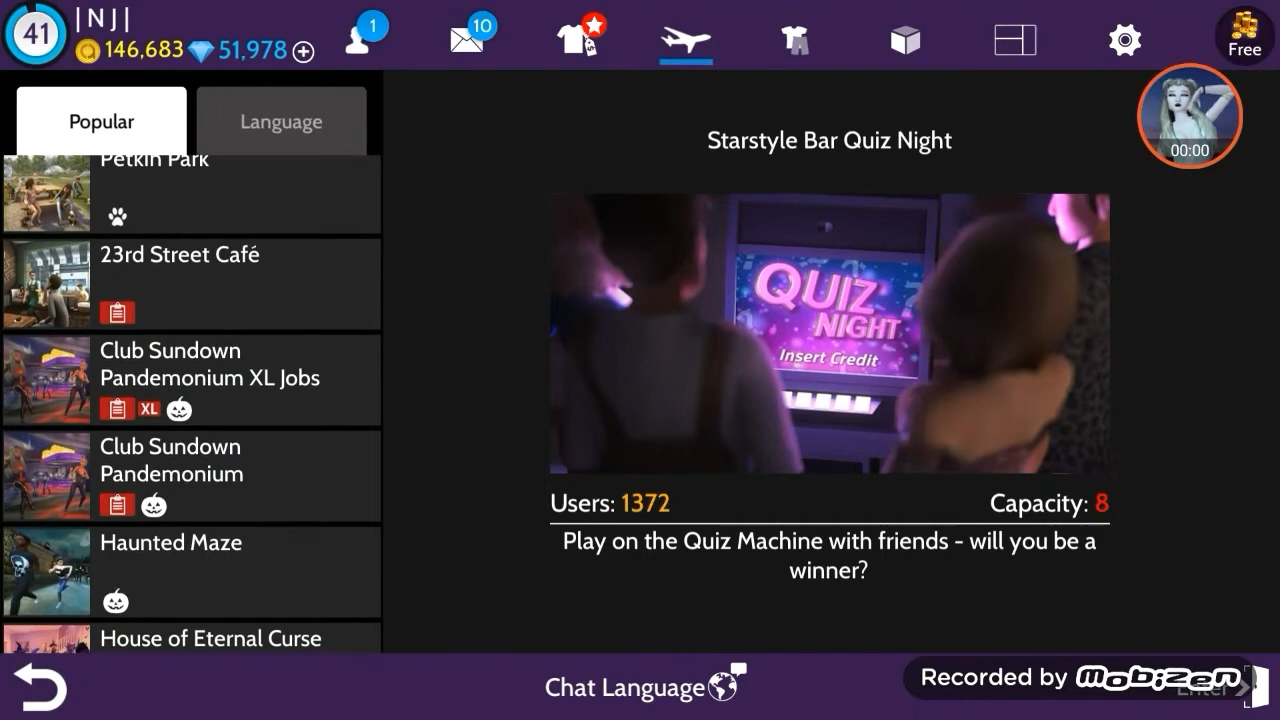 41
|NJ|
146,683 51,978
1
10
Free
Popular
Language
00:00
Petkin Park
23rd Street Café
Club Sundown
Pandemonium XL Jobs
XL
Club Sundown
Pandemonium
Haunted Maze
House of Eternal Curse
Starstyle Bar Quiz Night
QUIZ
NIGHT
Insert Credit
Users: 1372
Capacity: 8
Play on the Quiz Machine with friends - will you be a
winner?
Chat Language
Recorded by Mobizen
Enter